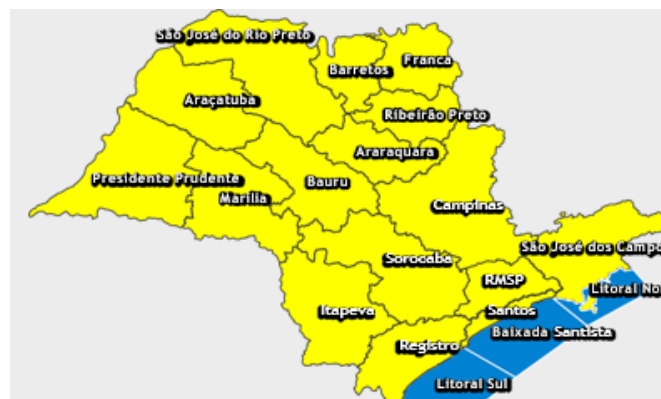 São José do Rio Preto
Franca
Barretos
Araçatuba
Ribeirão Preto
Araraquara
Presidente Prudente
Bauru
Marília
Campinas
São José dos Campo
Sorocaba
RMSP
Litoral No
Itapeva
Santos
Baixada Santista
Registro
Litoral Sul